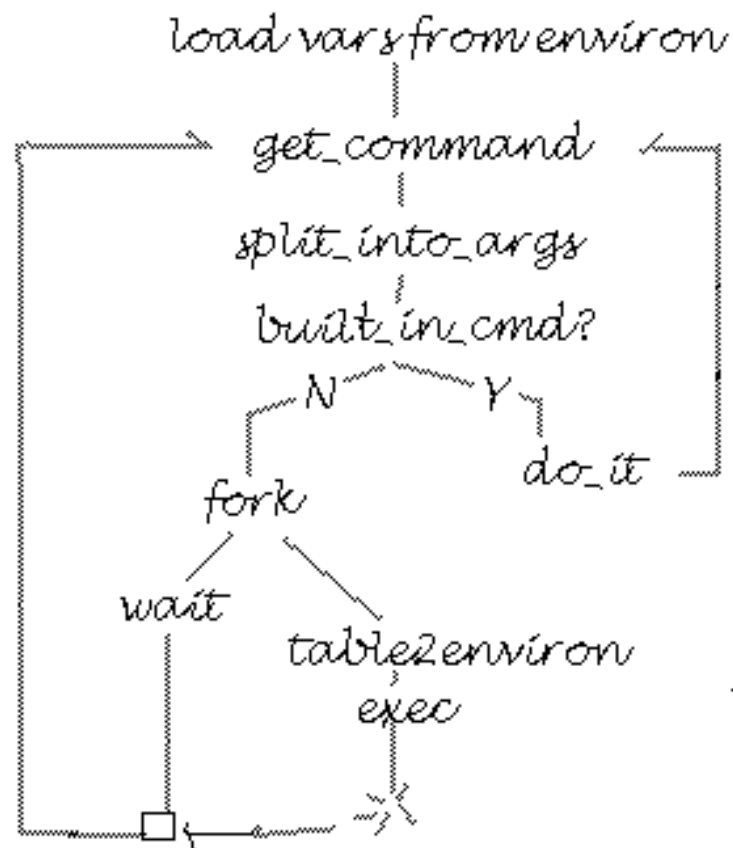 load vars from environ
get_command
split_into_args
built_in_cmd?
N Y
do_it
fork
wait
table2environ
exec